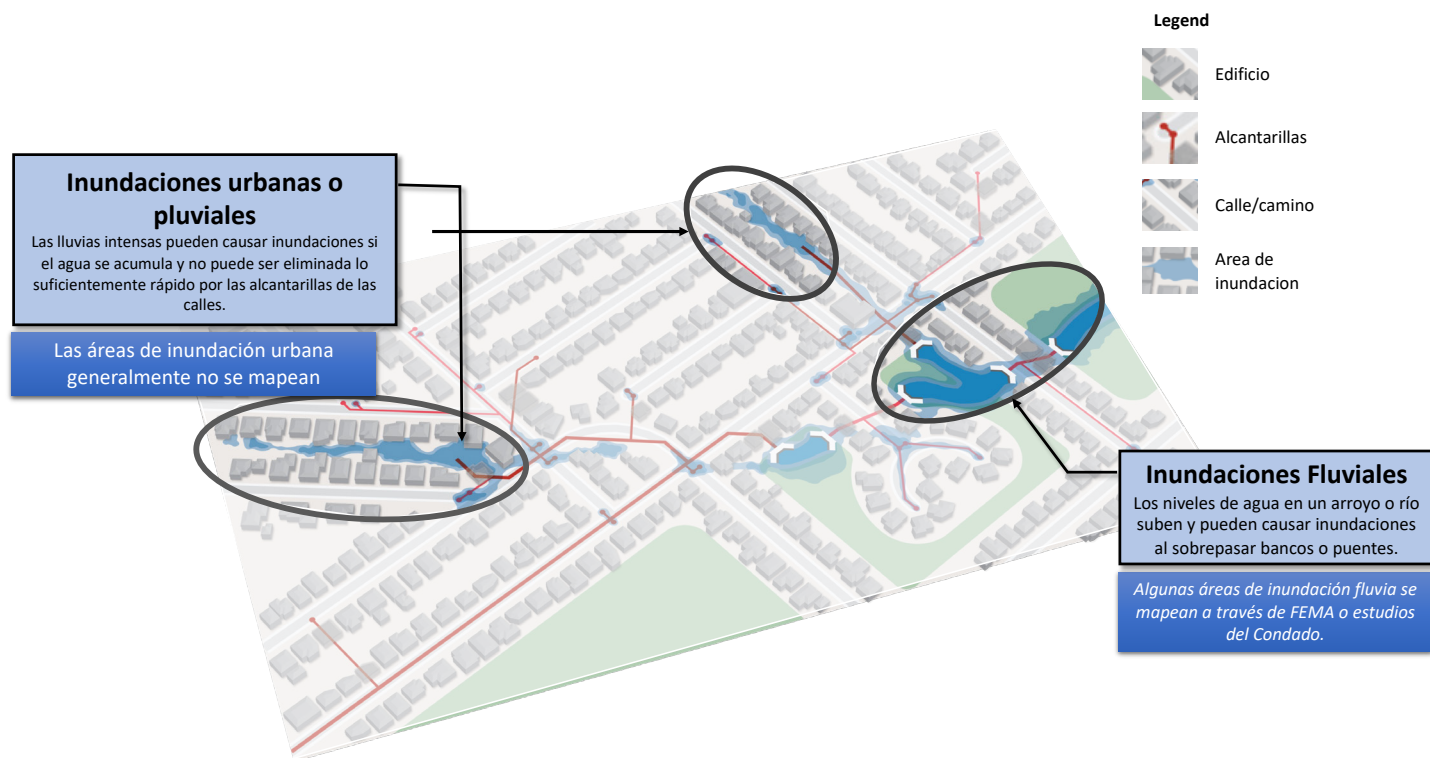 Legend
Edificio
Alcantarillas
Calle/camino
Area de
inundacion
Inundaciones urbanas o
pluviales
Las lluvias intensas pueden causar inundaciones si
el agua se acumula y no puede ser eliminada lo
suficientemente rápido por las alcantarillas de las
calles.
Las áreas de inundación urbana
generalmente no se mapean
Inundaciones Fluviales
Los niveles de agua en un arroyo o río
suben y pueden causar inundaciones
al sobrepasar bancos o puentes.
Algunas áreas de inundación fluvia se
mapean a través de FEMA o estudios
del Condado.